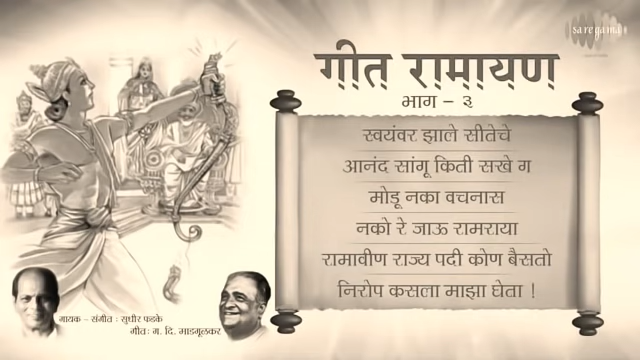 saregama
गीत रामायण
भाग – ३
स्वयंवर झाले सीतेचे
आनंद सांगू किती सखे ग
मोडू नका वचनास
नको रे जाऊ रामराया
रामावीण राज्य पदी कोण बैसतो
निरोप कसला माझा घेता !
गायक – संगीत : सुधीर फडके
गीत: ग. दि. माडगूळकर